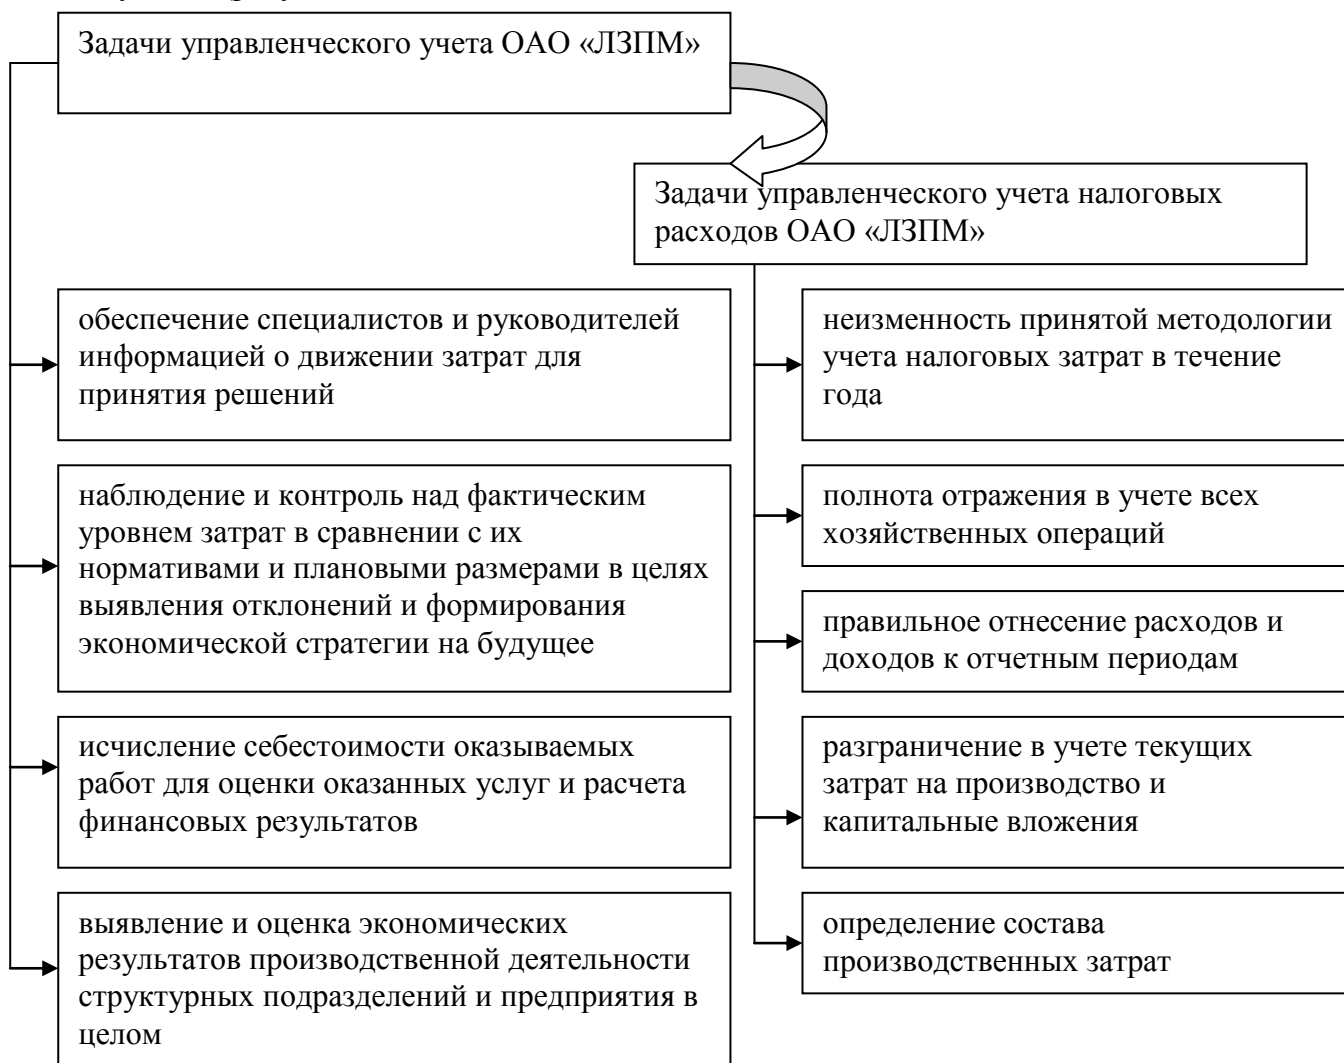 Задачи управленческого учета ОАО «ЛЗПМ»
Задачи управленческого учета налоговых
расходов ОАО «ЛЗПМ»
обеспечение специалистов и руководителей
информацией о движении затрат для
принятия решений
наблюдение и контроль над фактическим
уровнем затрат в сравнении с их
нормативами и плановыми размерами в целях
выявления отклонений и формирования
экономической стратегии на будущее
исчисление себестоимости оказываемых
работ для оценки оказанных услуг и расчета
финансовых результатов
выявление и оценка экономических
результатов производственной деятельности
структурных подразделений и предприятия в
целом
неизменность принятой методологии
учета налоговых затрат в течение
года
полнота отражения в учете всех
хозяйственных операций
правильное отнесение расходов и
доходов к отчетным периодам
разграничение в учете текущих
затрат на производство и
капитальные вложения
определение состава
производственных затрат